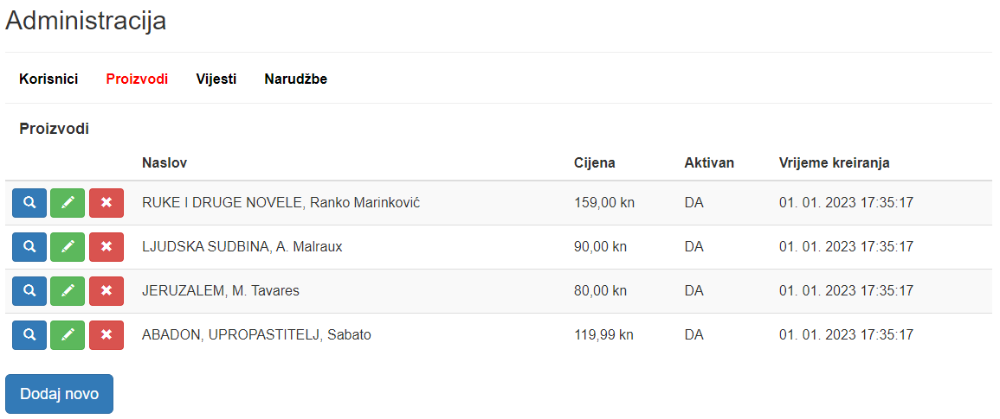 Administracija
Korisnici Proizvodi Vijesti Narudžbe
Proizvodi
Naslov Cijena Aktivan Vrijeme kreiranja
RUKE I DRUGE NOVELE, Ranko Marinković 159,00 kn DA 01. 01. 2023 17:35:17
LJUDSKA SUDBINA, A. Malraux 90,00 kn DA 01. 01. 2023 17:35:17
JERUZALEM, M. Tavares 80,00 kn DA 01. 01. 2023 17:35:17
ABADON, UPROPASTITELJ, Sabato 119,99 kn DA 01. 01. 2023 17:35:17
Dodaj novo